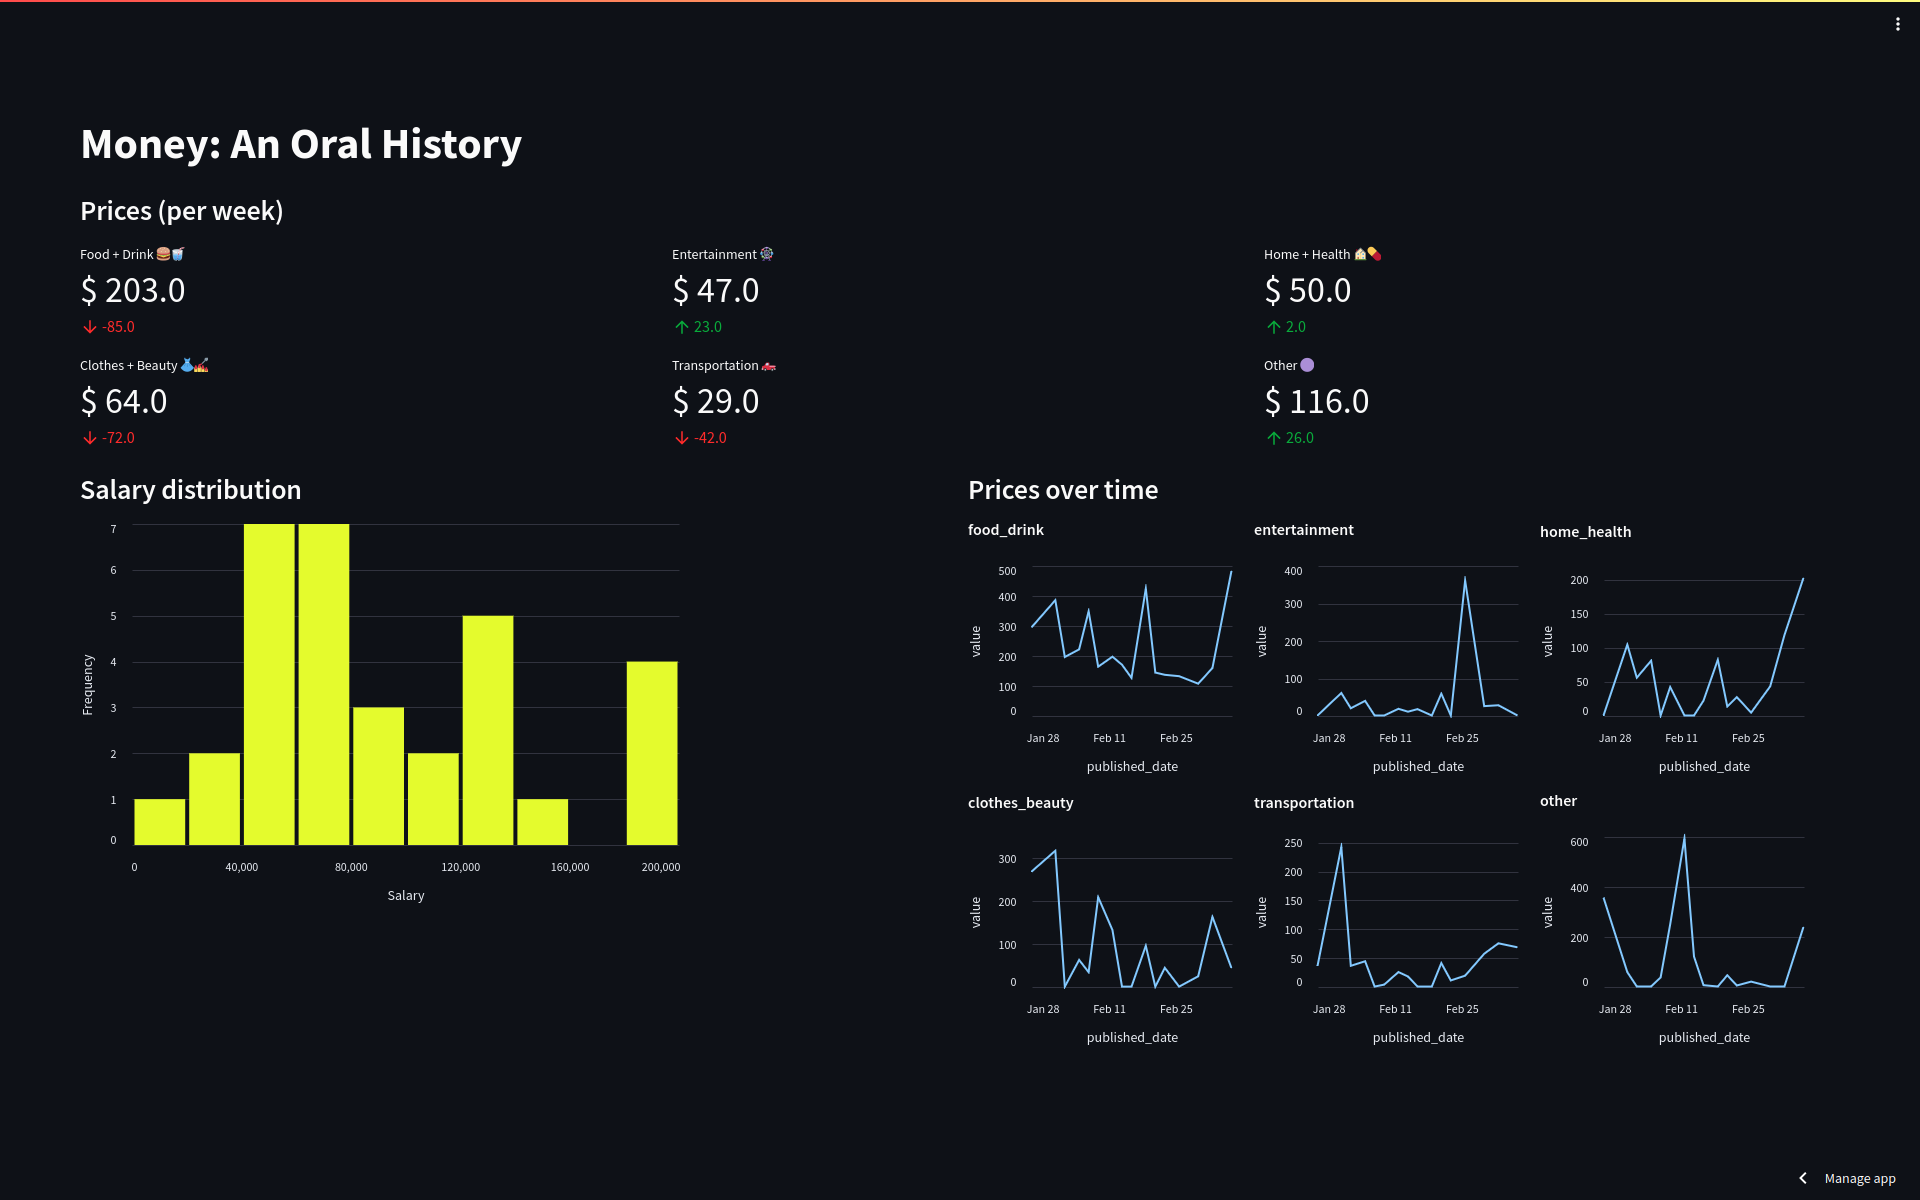 Money: An Oral History
Prices (per week)
Food + Drink 🍔🥤
$ 203.0
-85.0
Entertainment 🎡
$ 47.0
23.0
Home + Health 🏠💊
$ 50.0
2.0
Clothes + Beauty 👗💅
$ 64.0
-72.0
Transportation 🛻
$ 29.0
-42.0
Other 🟣
$ 116.0
26.0
Salary distribution
7
6
5
4
3
2
1
0
Frequency
0 40,000 80,000 120,000 160,000 200,000
Salary
Prices over time
food_drink
500
400
300
200
100
0
value
Jan 28 Feb 11 Feb 25
published_date
entertainment
400
300
200
100
0
value
Jan 28 Feb 11 Feb 25
published_date
home_health
200
150
100
50
0
value
Jan 28 Feb 11 Feb 25
published_date
clothes_beauty
300
200
100
0
value
Jan 28 Feb 11 Feb 25
published_date
transportation
250
200
150
100
50
0
value
Jan 28 Feb 11 Feb 25
published_date
other
600
400
200
0
value
Jan 28 Feb 11 Feb 25
published_date
Manage app